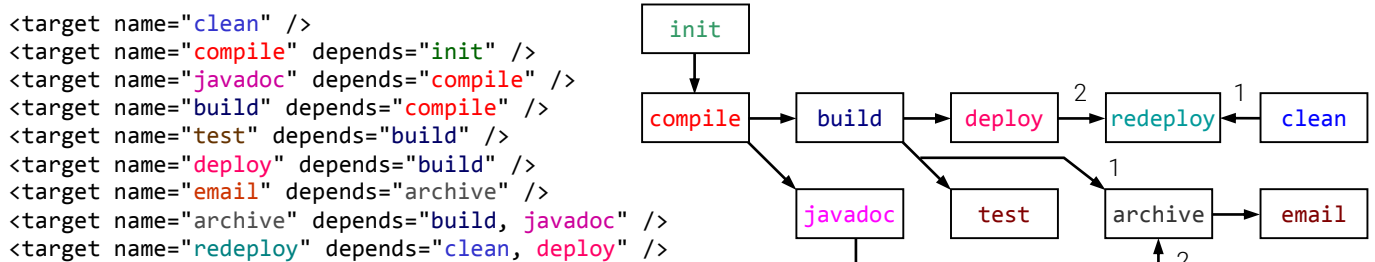 <target name="clean" />
<target name="compile" depends="init" />
<target name="javadoc" depends="compile" />
<target name="build" depends="compile" />
<target name="test" depends="build" />
<target name="deploy" depends="build" />
<target name="email" depends="archive" />
<target name="archive" depends="build, javadoc" />
<target name="redeploy" depends="clean, deploy" />
init
2 1
compile build deploy redeploy clean
1
javadoc test archive email
2